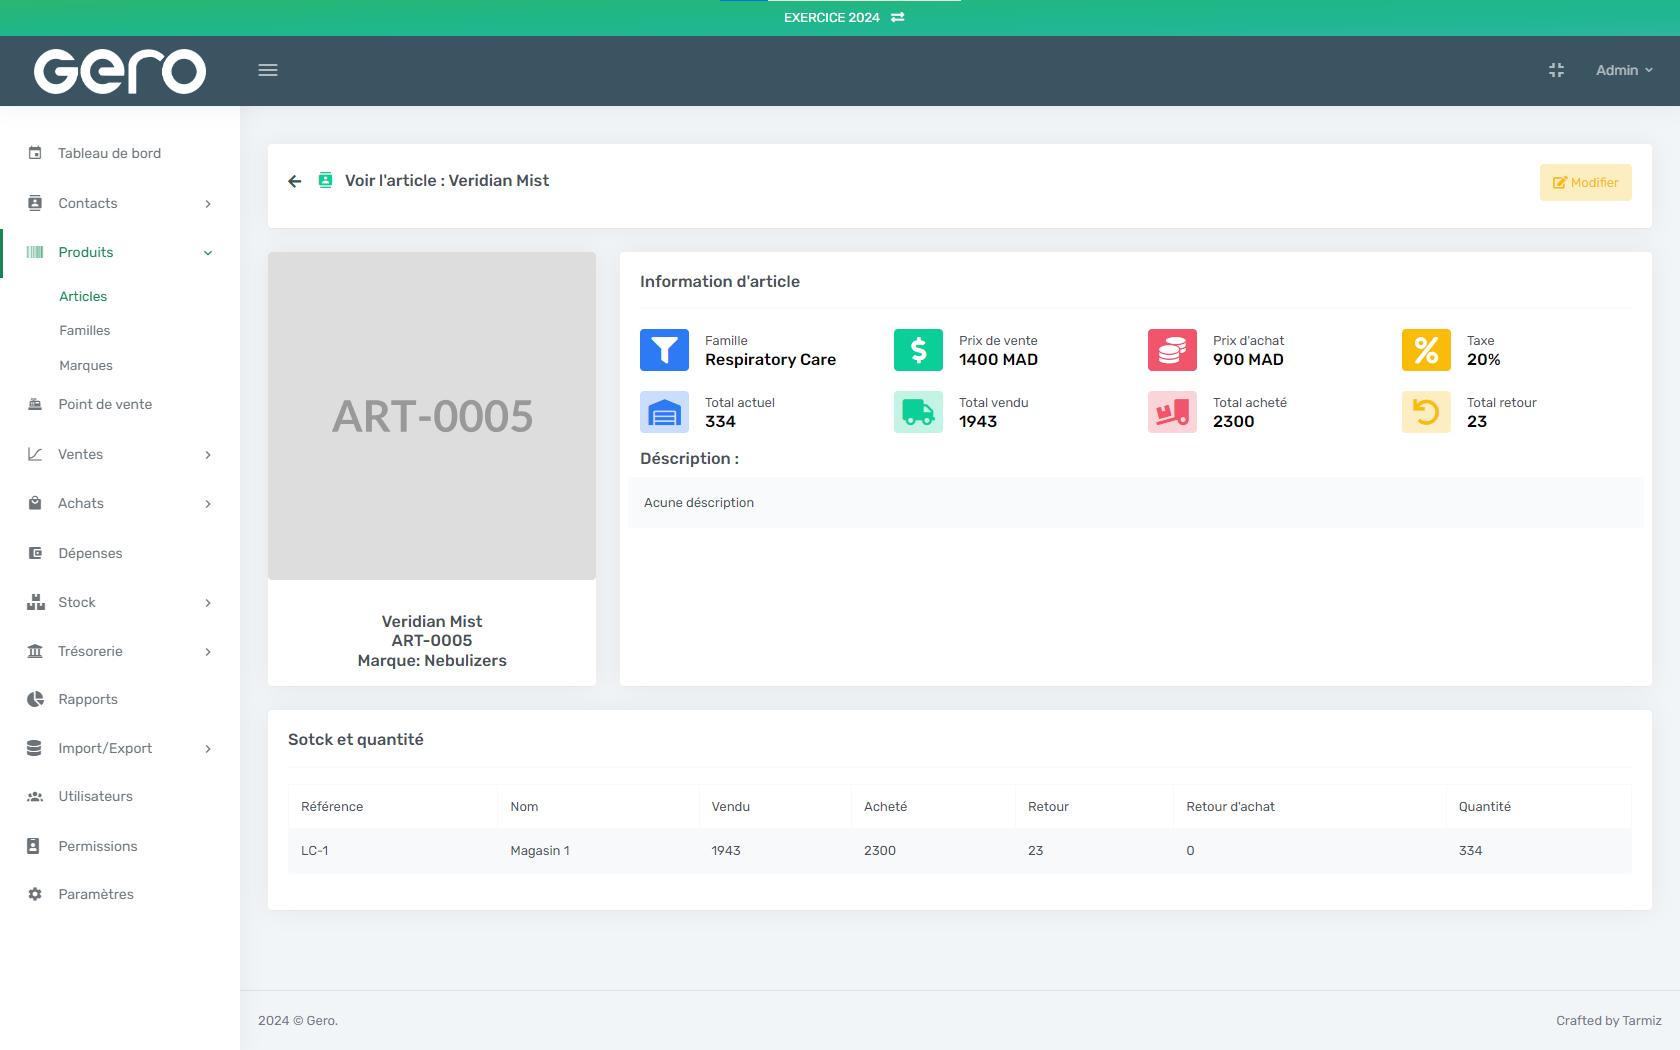 EXERCICE 2024
Gero
Admin
Tableau de bord
Contacts
Produits
Articles
Familles
Marques
Point de vente
Ventes
Achats
Dépenses
Stock
Trésorerie
Rapports
Import/Export
Utilisateurs
Permissions
Paramètres
Voir l'article : Veridian Mist
Modifier
ART-0005
Veridian Mist
ART-0005
Marque: Nebulizers
Information d'article
Famille
Respiratory Care
Prix de vente
1400 MAD
Prix d'achat
900 MAD
Taxe
20%
Total actuel
334
Total vendu
1943
Total acheté
2300
Total retour
23
Déscription :
Acune déscription
Sotck et quantité
Référence Nom Vendu Acheté Retour Retour d'achat Quantité
LC-1 Magasin 1 1943 2300 23 0 334
2024 © Gero.
Crafted by Tarmiz